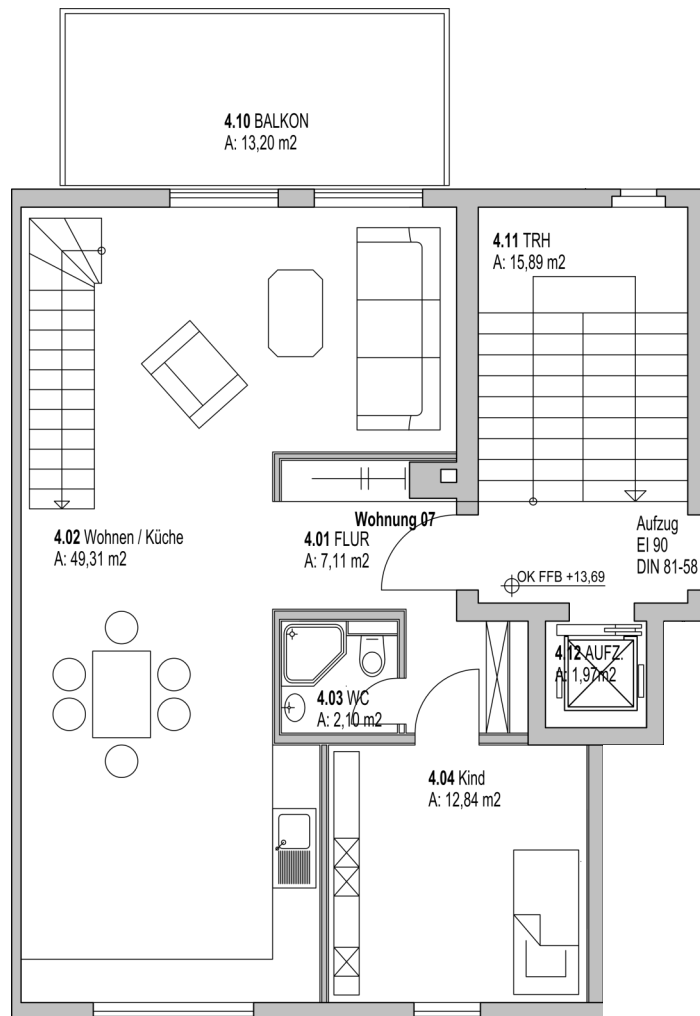 4.10 BALKON
A: 13,20 m2
4.11 TRH
A: 15,89 m2
Wohnung 07
4.02 Wohnen / Küche
A: 49,31 m2
4.01 FLUR
A: 7,11 m2
Aufzug
EI 90
DIN 81-58
OK FFB +13,69
4.12 AUFZ.
A: 1,97m2
4.03 WC
A: 2,10 m2
4.04 Kind
A: 12,84 m2